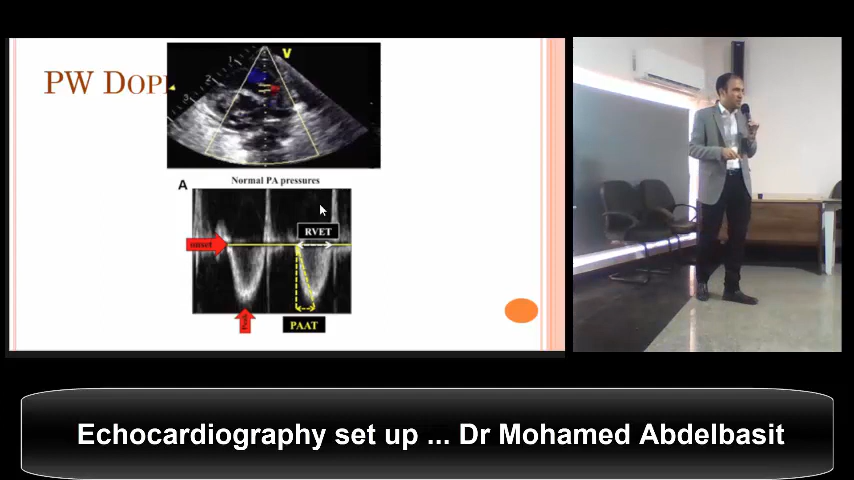 PW DOP
V
A
Normal PA pressures
RVET
onset
PAAT
Peak
Echocardiography set up ... Dr Mohamed Abdelbasit